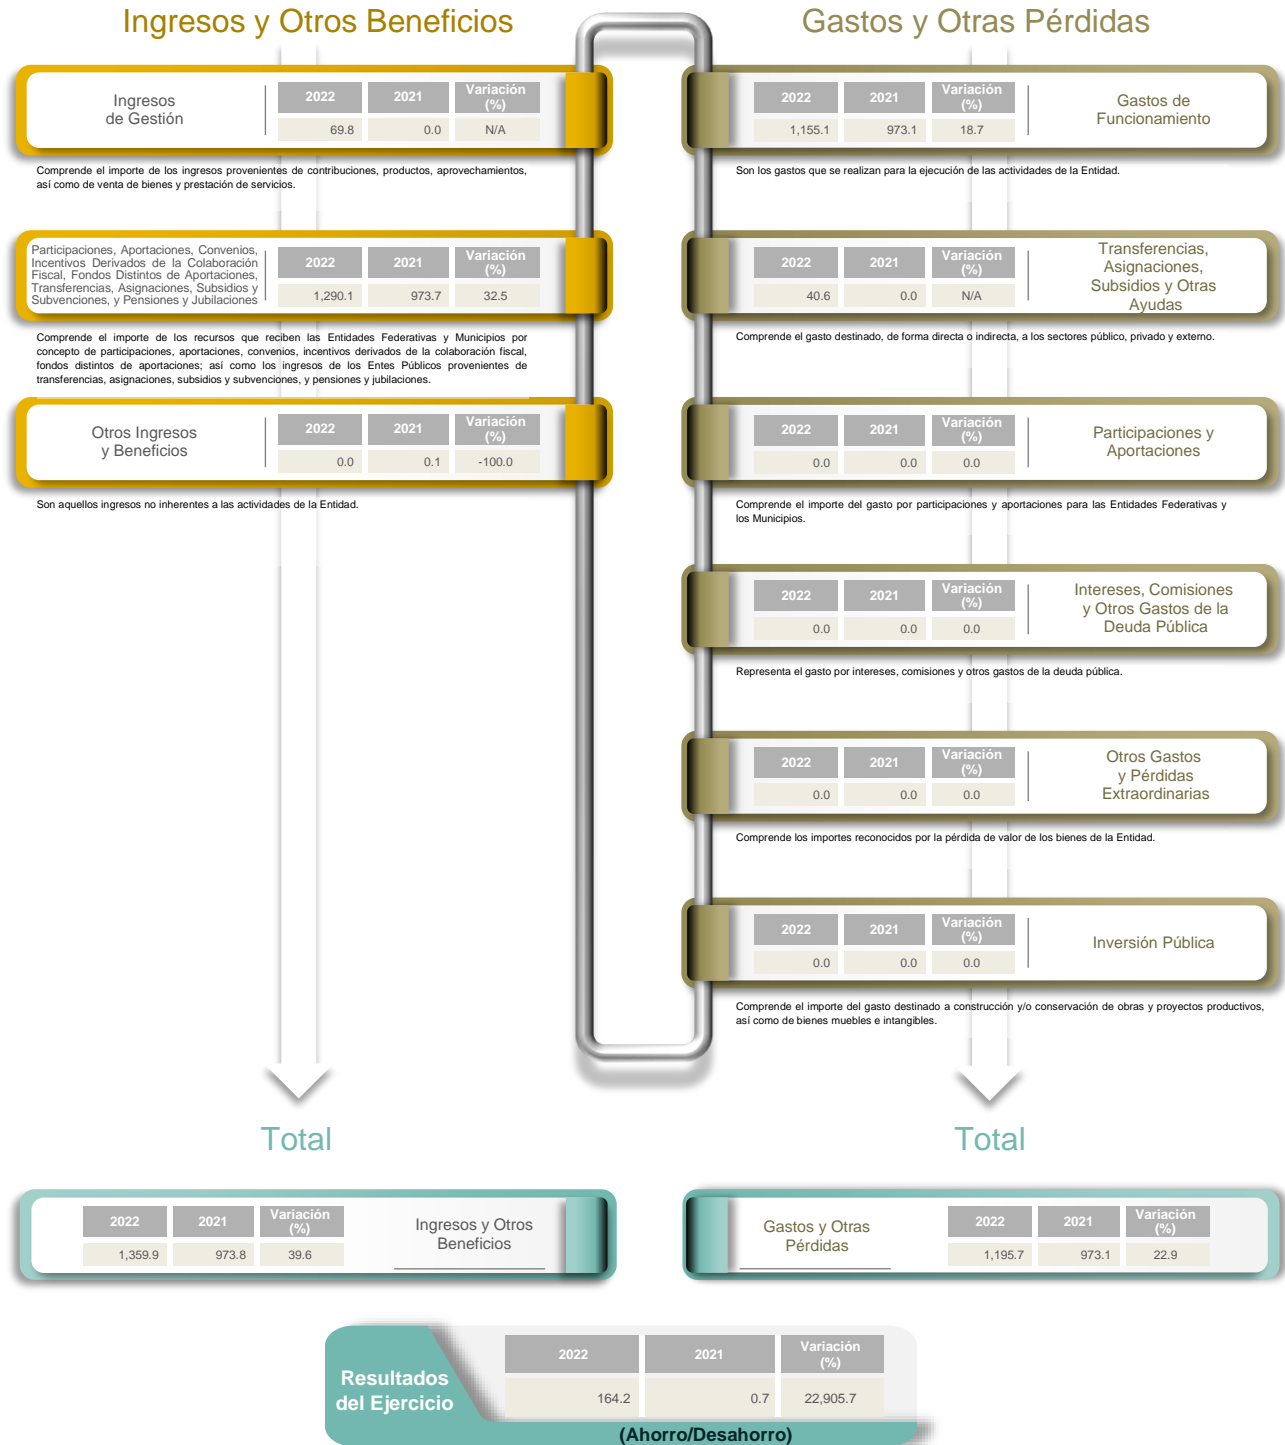 Ingresos y Otros Beneficios
Ingresos
de Gestión
2022 2021 Variación (%)
69.8 0.0 N/A
Comprende el importe de los ingresos provenientes de contribuciones, productos, aprovechamientos,
así como de venta de bienes y prestación de servicios.
Participaciones, Aportaciones, Convenios,
Incentivos Derivados de la Colaboración
Fiscal, Fondos Distintos de Aportaciones,
Transferencias, Asignaciones, Subsidios y
Subvenciones, y Pensiones y Jubilaciones
2022 2021 Variación (%)
1,290.1 973.7 32.5
Comprende el importe de los recursos que reciben las Entidades Federativas y Municipios por
concepto de participaciones, aportaciones, convenios, incentivos derivados de la colaboración fiscal,
fondos distintos de aportaciones; así como los ingresos de los Entes Públicos provenientes de
transferencias, asignaciones, subsidios y subvenciones, y pensiones y jubilaciones.
Otros Ingresos
y Beneficios
2022 2021 Variación (%)
0.0 0.1 -100.0
Son aquellos ingresos no inherentes a las actividades de la Entidad.
Gastos y Otras Pérdidas
2022 2021 Variación (%)
1,155.1 973.1 18.7
Gastos de
Funcionamiento
Son los gastos que se realizan para la ejecución de las actividades de la Entidad.
2022 2021 Variación (%)
40.6 0.0 N/A
Transferencias,
Asignaciones,
Subsidios y Otras
Ayudas
Comprende el gasto destinado, de forma directa o indirecta, a los sectores público, privado y externo.
2022 2021 Variación (%)
0.0 0.0 0.0
Participaciones y
Aportaciones
Comprende el importe del gasto por participaciones y aportaciones para las Entidades Federativas y
los Municipios.
2022 2021 Variación (%)
0.0 0.0 0.0
Intereses, Comisiones
y Otros Gastos de la
Deuda Pública
Representa el gasto por intereses, comisiones y otros gastos de la deuda pública.
2022 2021 Variación (%)
0.0 0.0 0.0
Otros Gastos
y Pérdidas
Extraordinarias
Comprende los importes reconocidos por la pérdida de valor de los bienes de la Entidad.
2022 2021 Variación (%)
0.0 0.0 0.0
Inversión Pública
Comprende el importe del gasto destinado a construcción y/o conservación de obras y proyectos productivos,
así como de bienes muebles e intangibles.
Total
2022 2021 Variación (%)
1,359.9 973.8 39.6
Ingresos y Otros
Beneficios
Total
Gastos y Otras
Pérdidas
2022 2021 Variación (%)
1,195.7 973.1 22.9
Resultados
del Ejercicio
2022 2021 Variación (%)
164.2 0.7 22,905.7
(Ahorro/Desahorro)